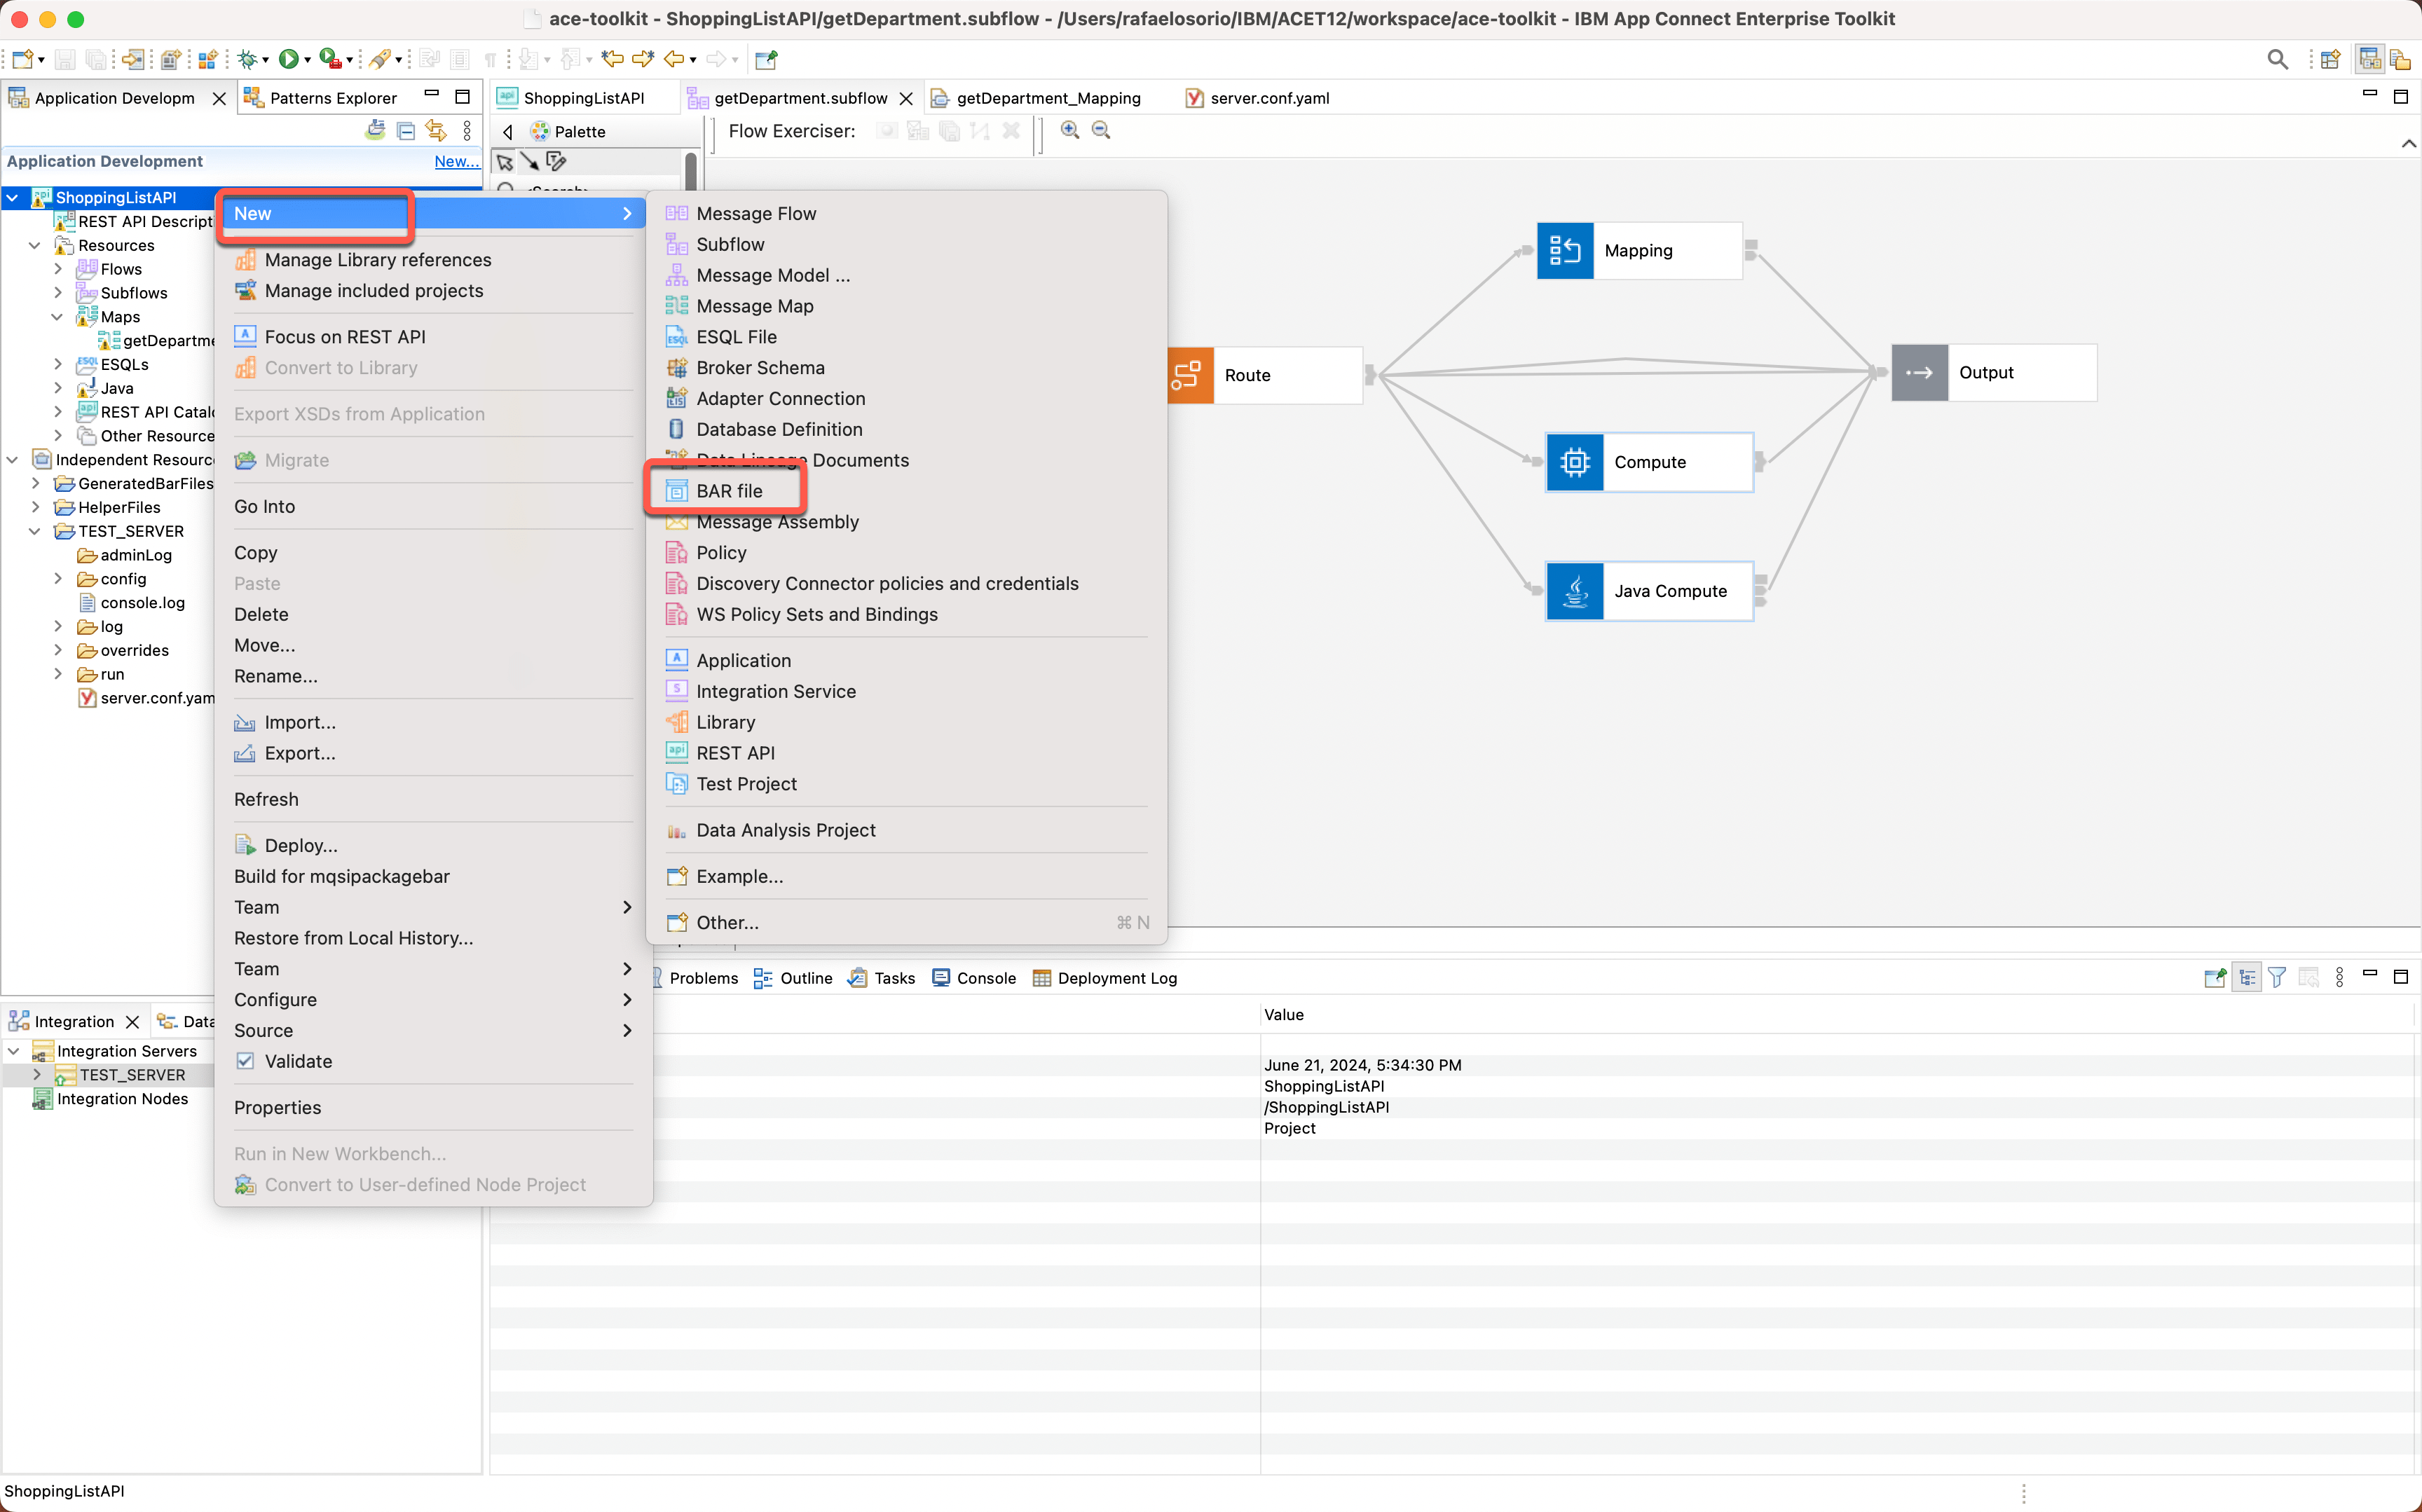 ace-toolkit - ShoppingListAPI/getDepartment.subflow - /Users/rafaelosorio/IBM/ACET12/workspace/ace-toolkit - IBM App Connect Enterprise Toolkit
Application Developm
Patterns Explorer
ShoppingListAPI
getDepartment.subflow
getDepartment_Mapping
server.conf.yaml
Palette
Flow Exerciser:
Application Development
New...
ShoppingListAPI
REST API Descript
Resources
Flows
Subflows
Maps
getDepartme
ESQLs
Java
REST API Catal
Other Resource
Independent Resourc
GeneratedBarFiles
HelperFiles
TEST_SERVER
adminLog
config
console.log
log
overrides
run
server.conf.yam
New
Manage Library references
Manage included projects
Focus on REST API
Convert to Library
Export XSDs from Application
Migrate
Go Into
Copy
Paste
Delete
Move...
Rename...
Import...
Export...
Refresh
Deploy...
Build for mqsipackagebar
Team
Restore from Local History...
Team
Configure
Source
Validate
Properties
Run in New Workbench...
Convert to User-defined Node Project
Message Flow
Subflow
Message Model ...
Message Map
ESQL File
Broker Schema
Adapter Connection
Database Definition
Data Lineage Documents
BAR file
Message Assembly
Policy
Discovery Connector policies and credentials
WS Policy Sets and Bindings
Application
Integration Service
Library
REST API
Test Project
Data Analysis Project
Example...
Other...
⌘ N
Mapping
Route
Output
Compute
Java Compute
Problems
Outline
Tasks
Console
Deployment Log
Value
June 21, 2024, 5:34:30 PM
ShoppingListAPI
/ShoppingListAPI
Project
Integration
Data
Integration Servers
TEST_SERVER
Integration Nodes
ShoppingListAPI